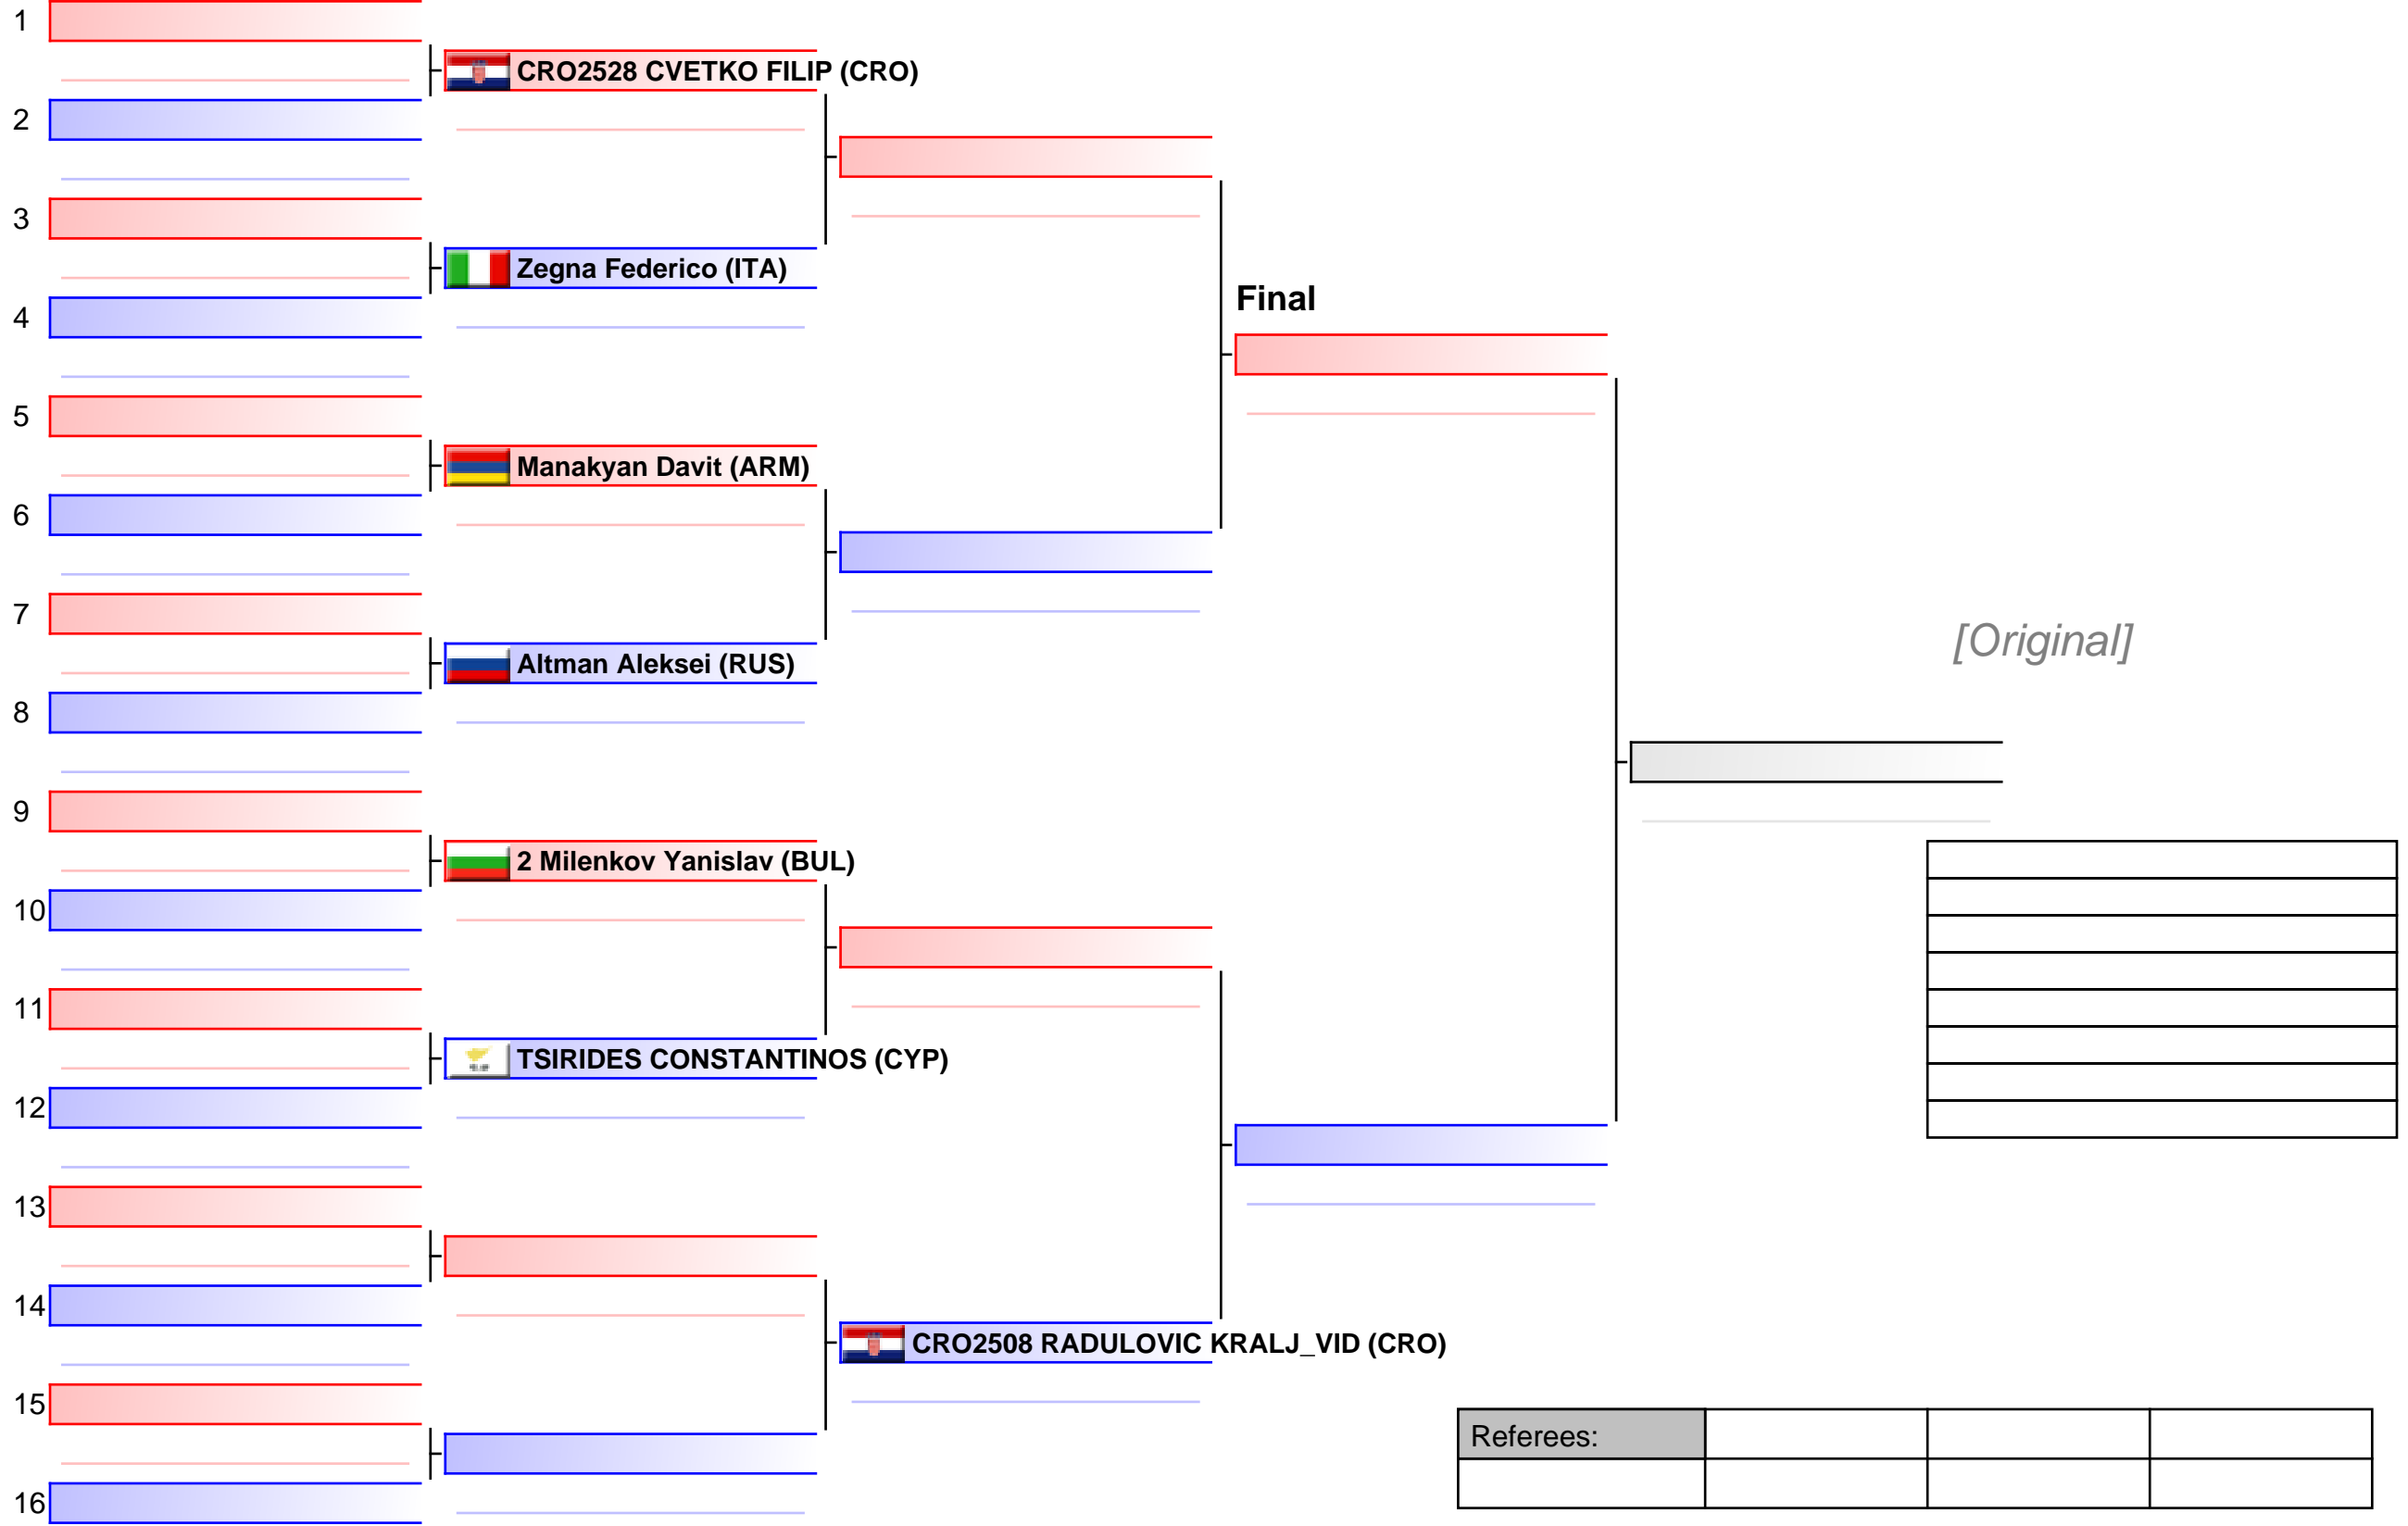 1
CRO2528 CVETKO FILIP (CRO)
2
3
Zegna Federico (ITA)
4
Final
5
Manakyan Davit (ARM)
6
7
[Original]
Altman Aleksei (RUS)
8
9
2 Milenkov Yanislav (BUL)
10
11
TSIRIDES CONSTANTINOS (CYP)
12
13
14
CRO2508 RADULOVIC KRALJ_VID (CRO)
15
Referees:
16